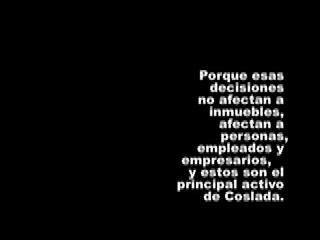 Porque esas
decisiones
no afectan a
inmuebles,
afectan a
personas,
empleados y
empresarios,
y estos son el
principal activo
de Coslada.